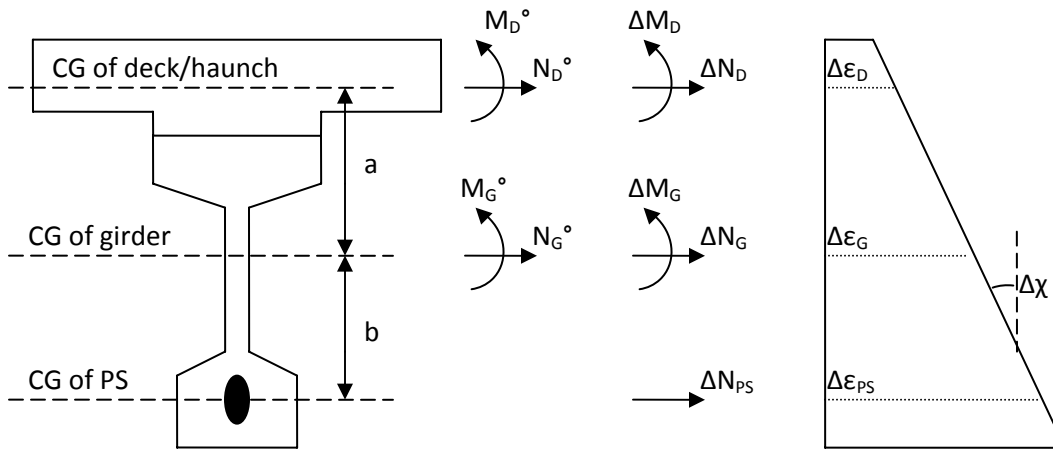 M_D° ΔM_D
CG of deck/haunch N_D° ΔN_D Δε_D
a
M_G° ΔM_G
CG of girder N_G° ΔN_G Δε_G
Δχ
b
CG of PS ΔN_PS Δε_PS